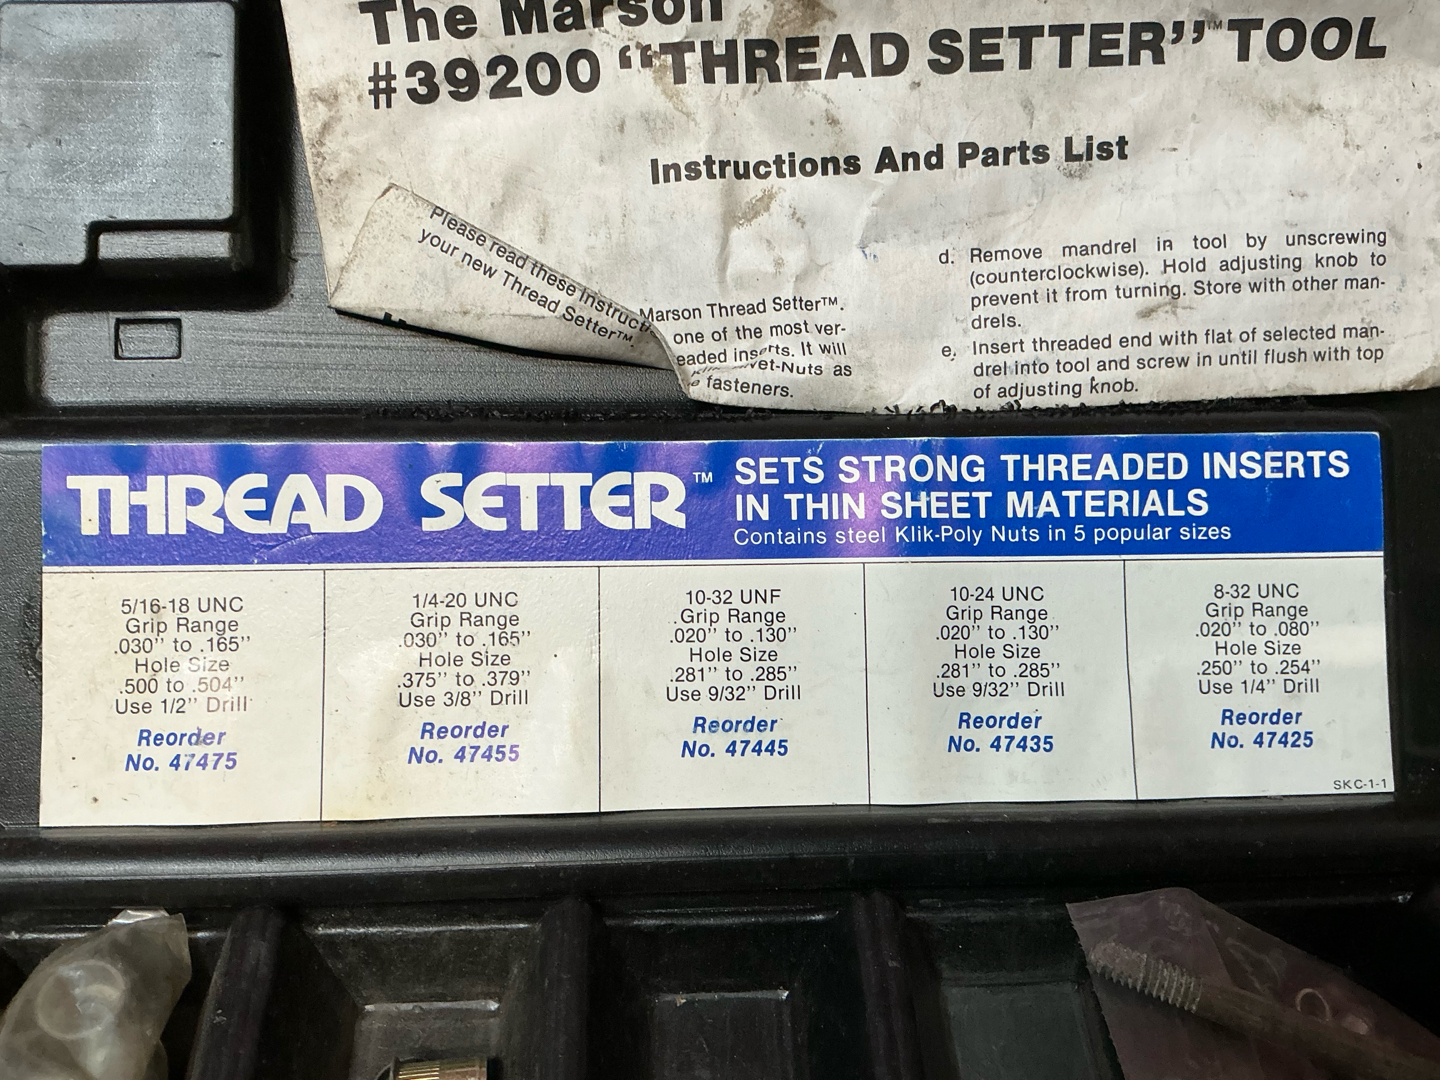 The Marson
#39200 “THREAD SETTER”™ TOOL
Instructions And Parts List
Please read these instruct
your new Thread Setter™.
Marson Thread Setter™.
one of the most ver-
eaded inserts. It will
vet-Nuts as
fasteners.
d. Remove mandrel in tool by unscrewing
(counterclockwise). Hold adjusting knob to
prevent it from turning. Store with other man-
drels.
e. Insert threaded end with flat of selected man-
drel into tool and screw in until flush with top
of adjusting knob.
THREAD SETTER™
SETS STRONG THREADED INSERTS
IN THIN SHEET MATERIALS
Contains steel Klik-Poly Nuts in 5 popular sizes
5/16-18 UNC
Grip Range
.030” to .165”
Hole Size
.500 to .504”
Use 1/2” Drill
Reorder
No. 47475
1/4-20 UNC
Grip Range
.030” to .165”
Hole Size
.375” to .379”
Use 3/8” Drill
Reorder
No. 47455
10-32 UNF
Grip Range
.020” to .130”
Hole Size
.281” to .285”
Use 9/32” Drill
Reorder
No. 47445
10-24 UNC
Grip Range
.020” to .130”
Hole Size
.281” to .285”
Use 9/32” Drill
Reorder
No. 47435
8-32 UNC
Grip Range
.020” to .080”
Hole Size
.250” to .254”
Use 1/4” Drill
Reorder
No. 47425
SKC-1-1